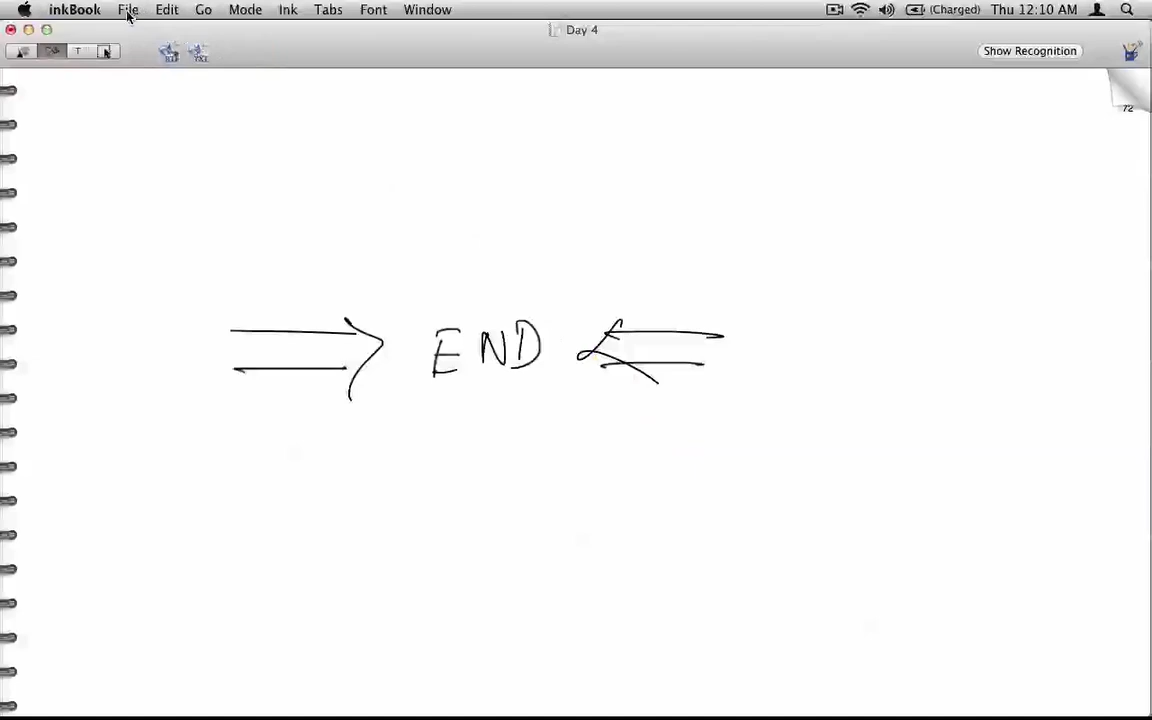 inkBook File Edit Go Mode Ink Tabs Font Window (Charged) Thu 12:10 AM
Day 4
T Show Recognition
72
END